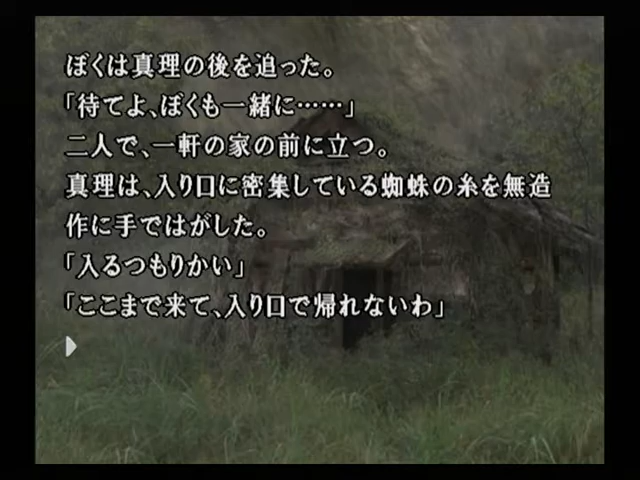 ぼくは真理の後を追った。
「待てよ、ぼくも一緒に……」
二人で、一軒の家の前に立つ。
真理は、入り口に密集している蜘蛛の糸を無造
作に手ではがした。
「入るつもりかい」
「ここまで来て、入り口で帰れないわ」